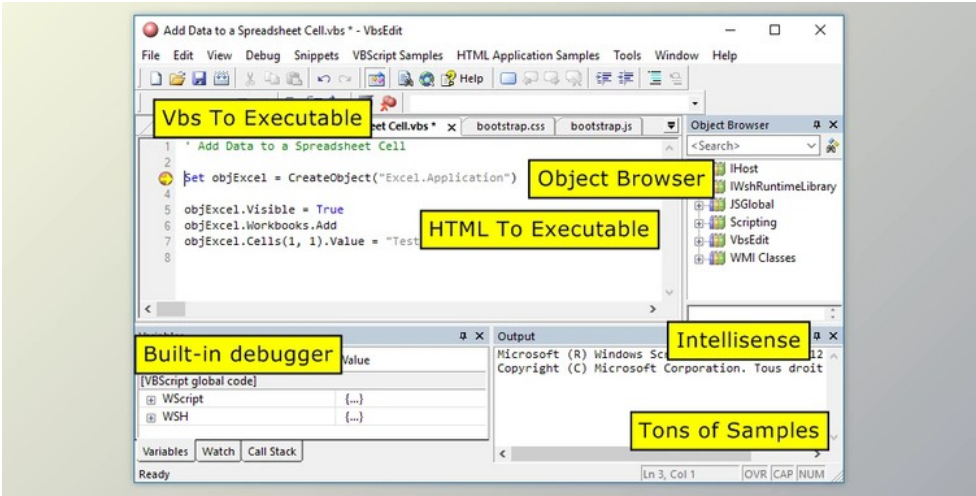 Add Data to a Spreadsheet Cell.vbs * - VbsEdit
File Edit View Debug Snippets VBScript Samples HTML Application Samples Tools Window Help
Help
Vbs To Executable
eet Cell.vbs * x bootstrap.css bootstrap.js
Object Browser
<Search>
1 ' Add Data to a Spreadsheet Cell
2
Set objExcel = CreateObject("Excel.Application")
4
5 objExcel.Visible = True
6 objExcel.Workbooks.Add
7 objExcel.Cells(1, 1).Value = "Test
8
Object Browser
HTML To Executable
IHost
IWshRuntimeLibrary
JSGlobal
Scripting
VbsEdit
WMI Classes
Built-in debugger
Value
[VBScript global code]
WScript {...}
WSH {...}
Variables Watch Call Stack
Output
Intellisense
Microsoft (R) Windows Sc 12
Copyright (C) Microsoft Corporation. Tous droit
Tons of Samples
Ready Ln 3, Col 1 OVR CAP NUM